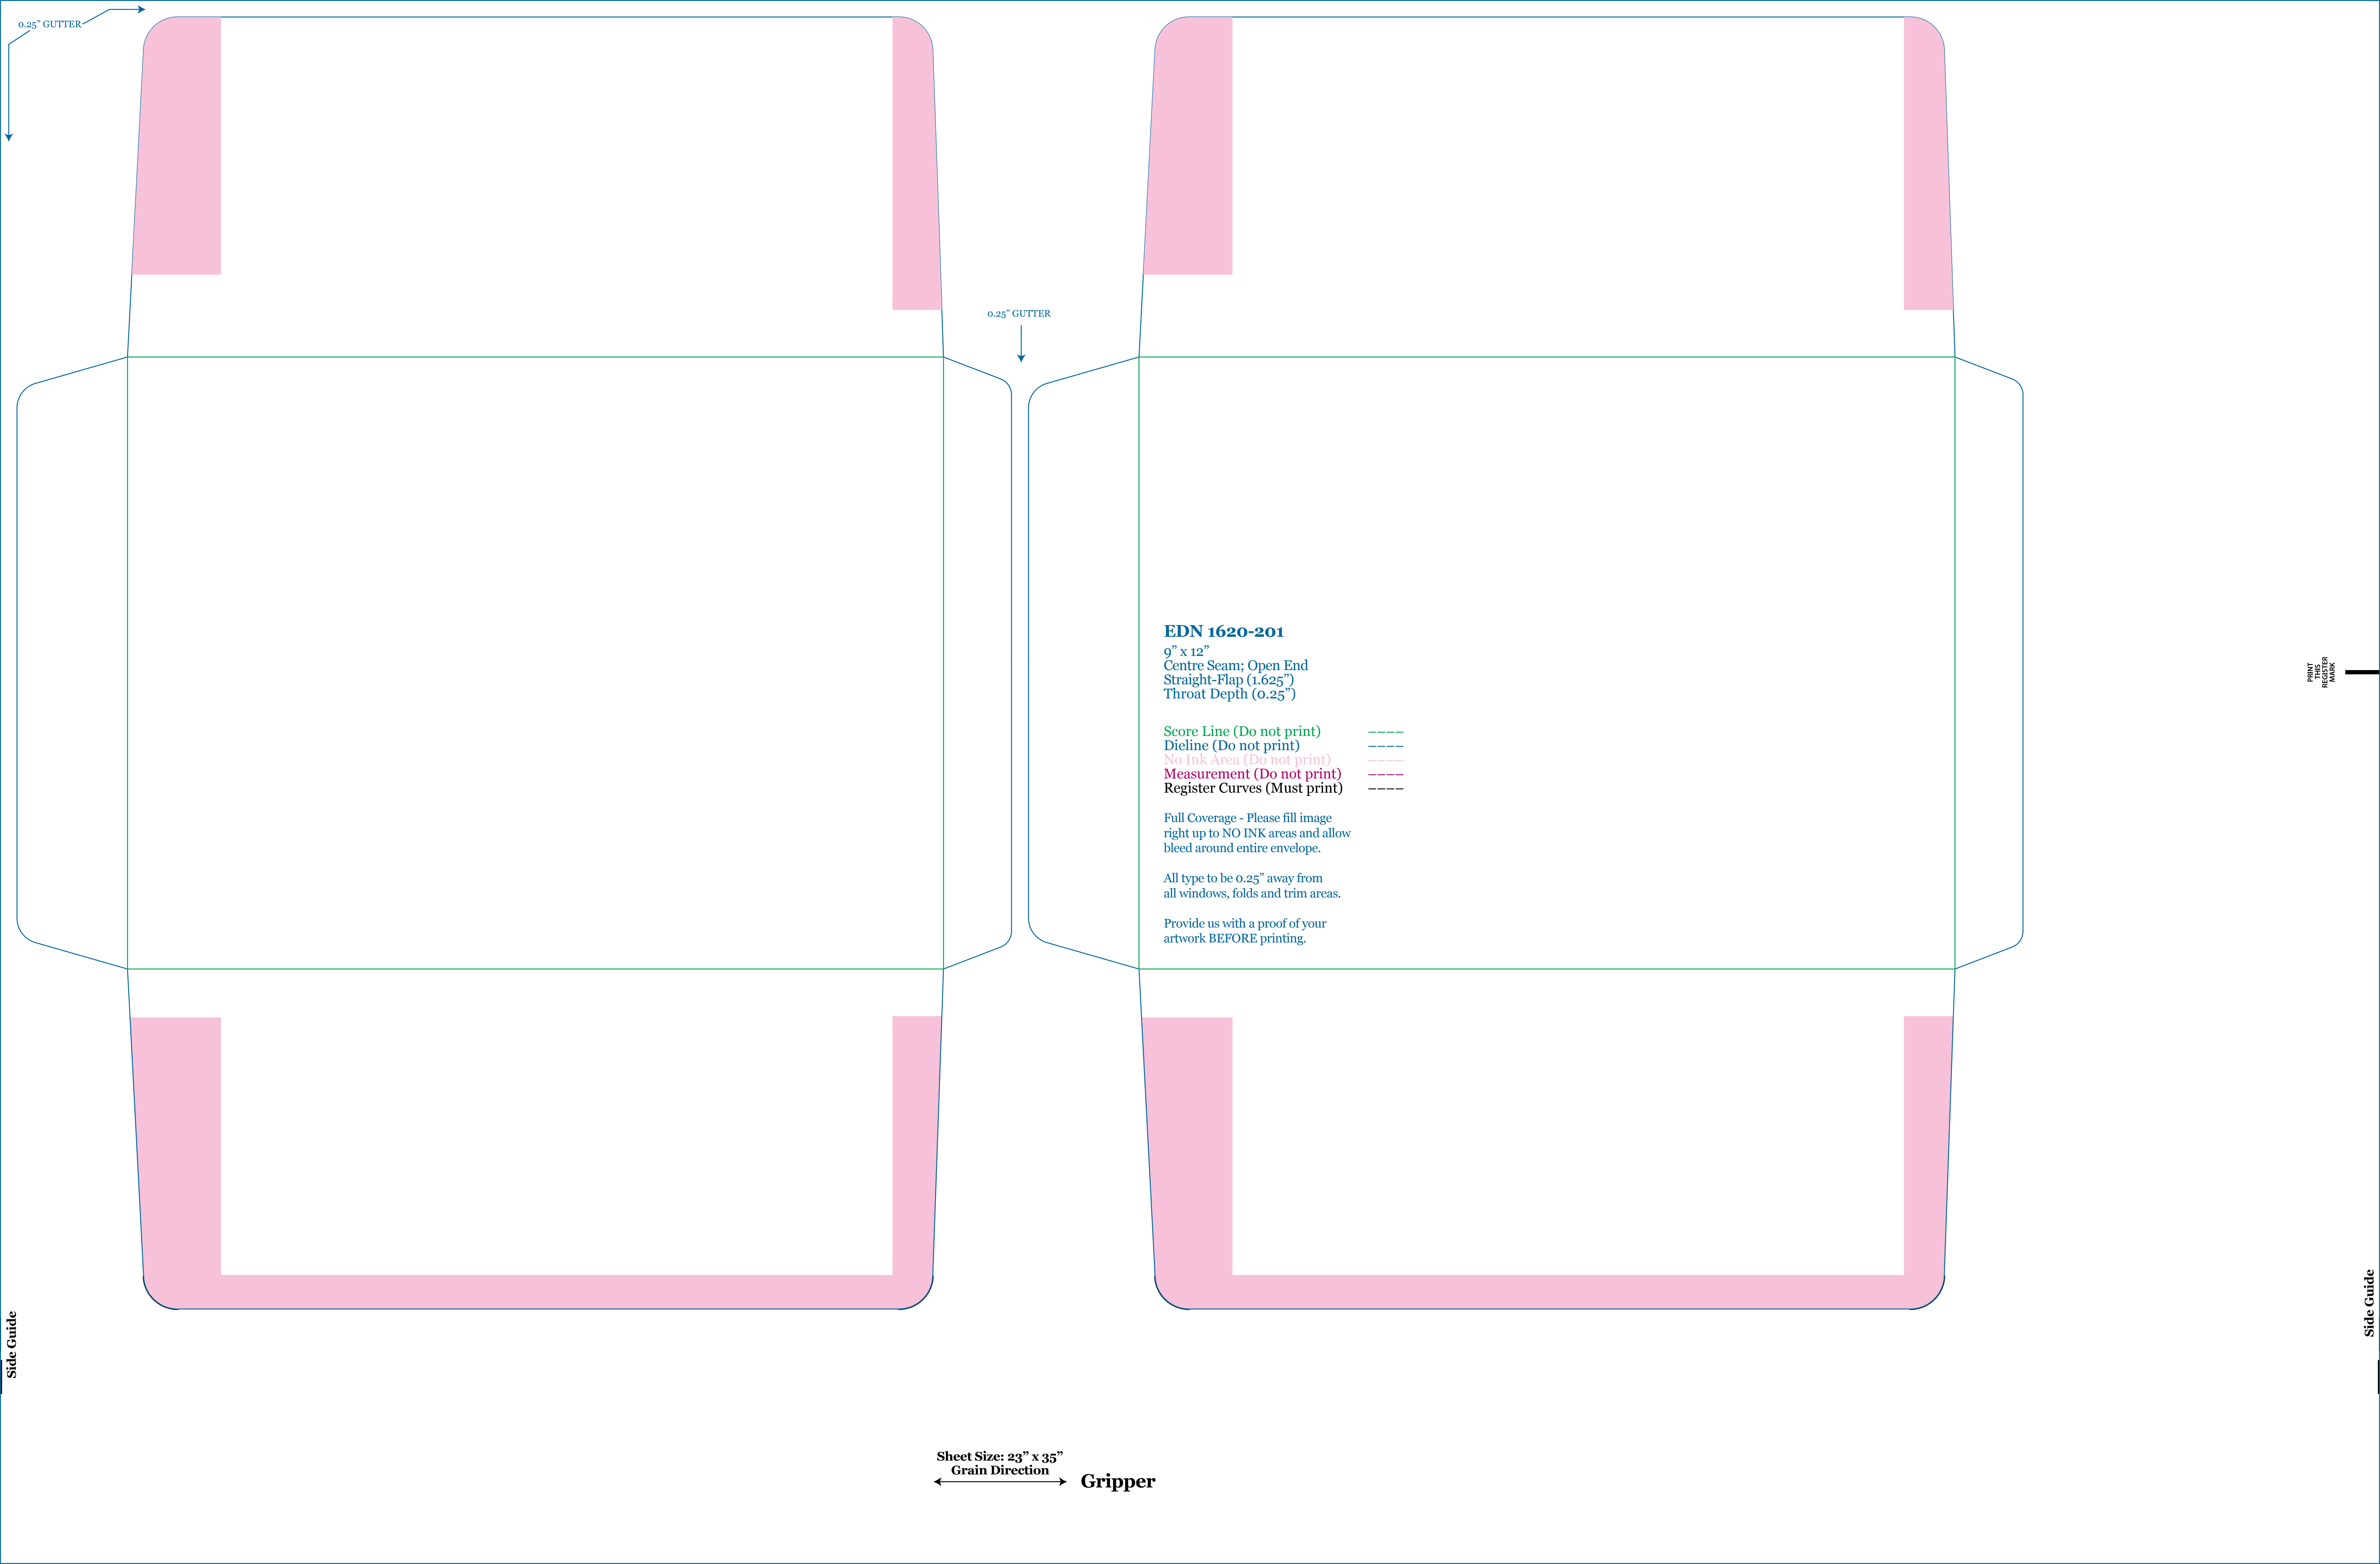 0.25” GUTTER
0.25” GUTTER
EDN 1620-201
9” x 12”
Centre Seam; Open End
Straight-Flap (1.625”)
Throat Depth (0.25”)
Score Line (Do not print) ————
Dieline (Do not print) ————
No Ink Area (Do not print) ————
Measurement (Do not print) ————
Register Curves (Must print) ————
Full Coverage - Please fill image
right up to NO INK areas and allow
bleed around entire envelope.
All type to be 0.25” away from
all windows, folds and trim areas.
Provide us with a proof of your
artwork BEFORE printing.
PRINT
THIS
REGISTER
MARK
Side Guide
Side Guide
Sheet Size: 23” x 35”
Grain Direction
Gripper